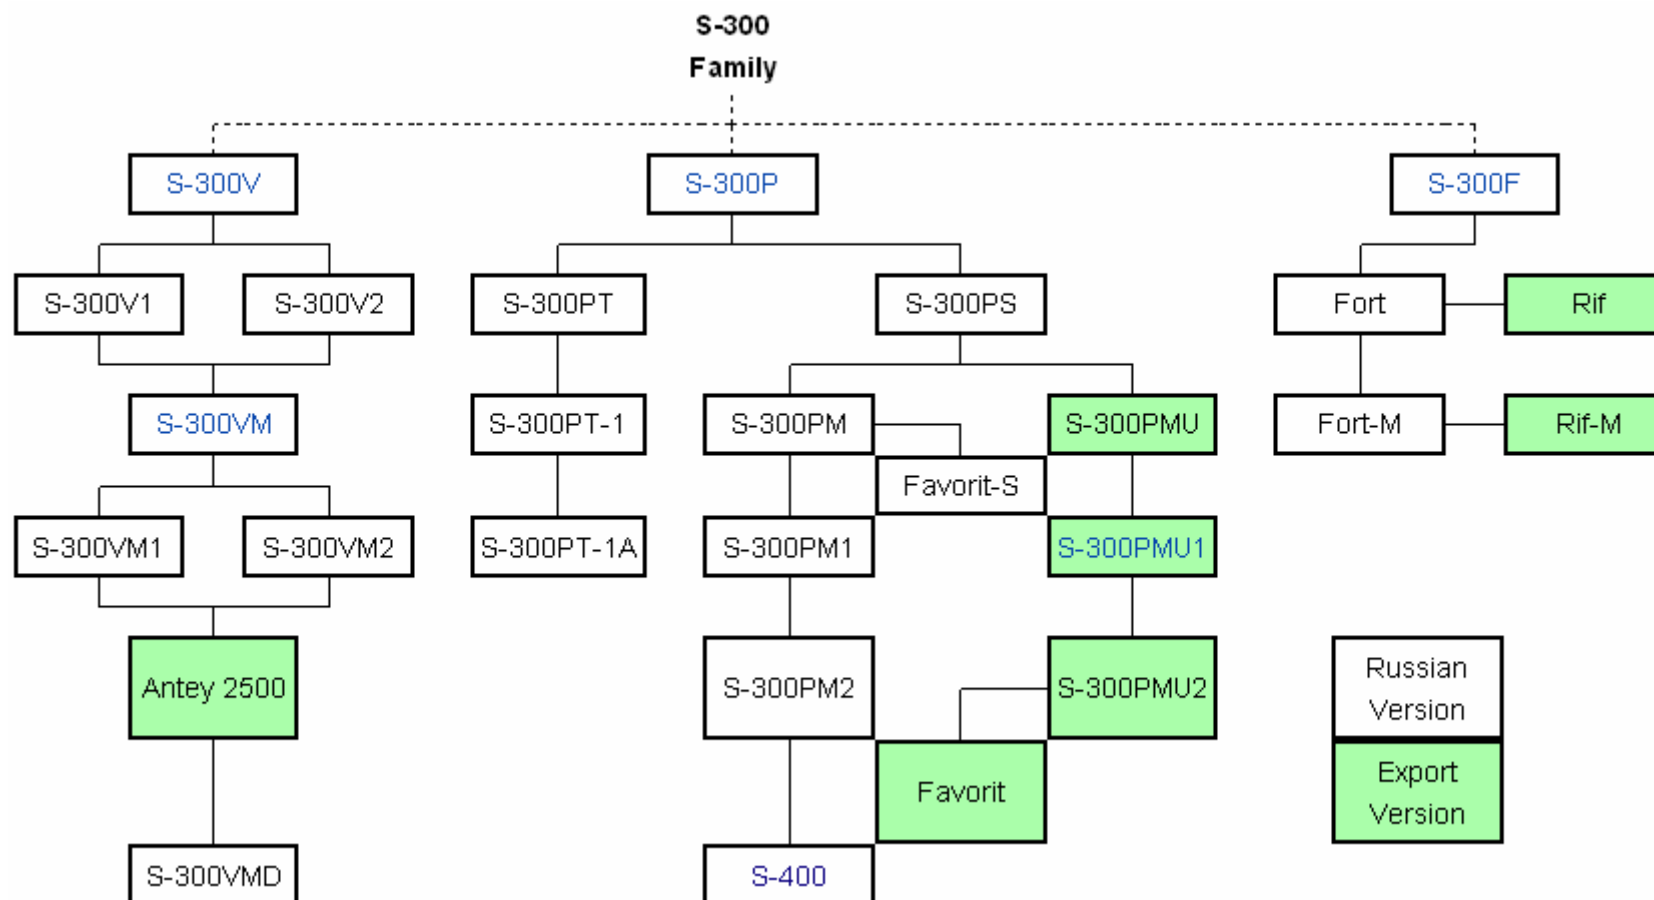 S-300
Family
S-300V
S-300P
S-300F
S-300V1
S-300V2
S-300PT
S-300PS
Fort
Rif
S-300VM
S-300PT-1
S-300PM
S-300PMU
Fort-M
Rif-M
Favorit-S
S-300VM1
S-300VM2
S-300PT-1A
S-300PM1
S-300PMU1
Antey 2500
S-300PM2
S-300PMU2
Russian
Version
Favorit
Export
Version
S-300VMD
S-400